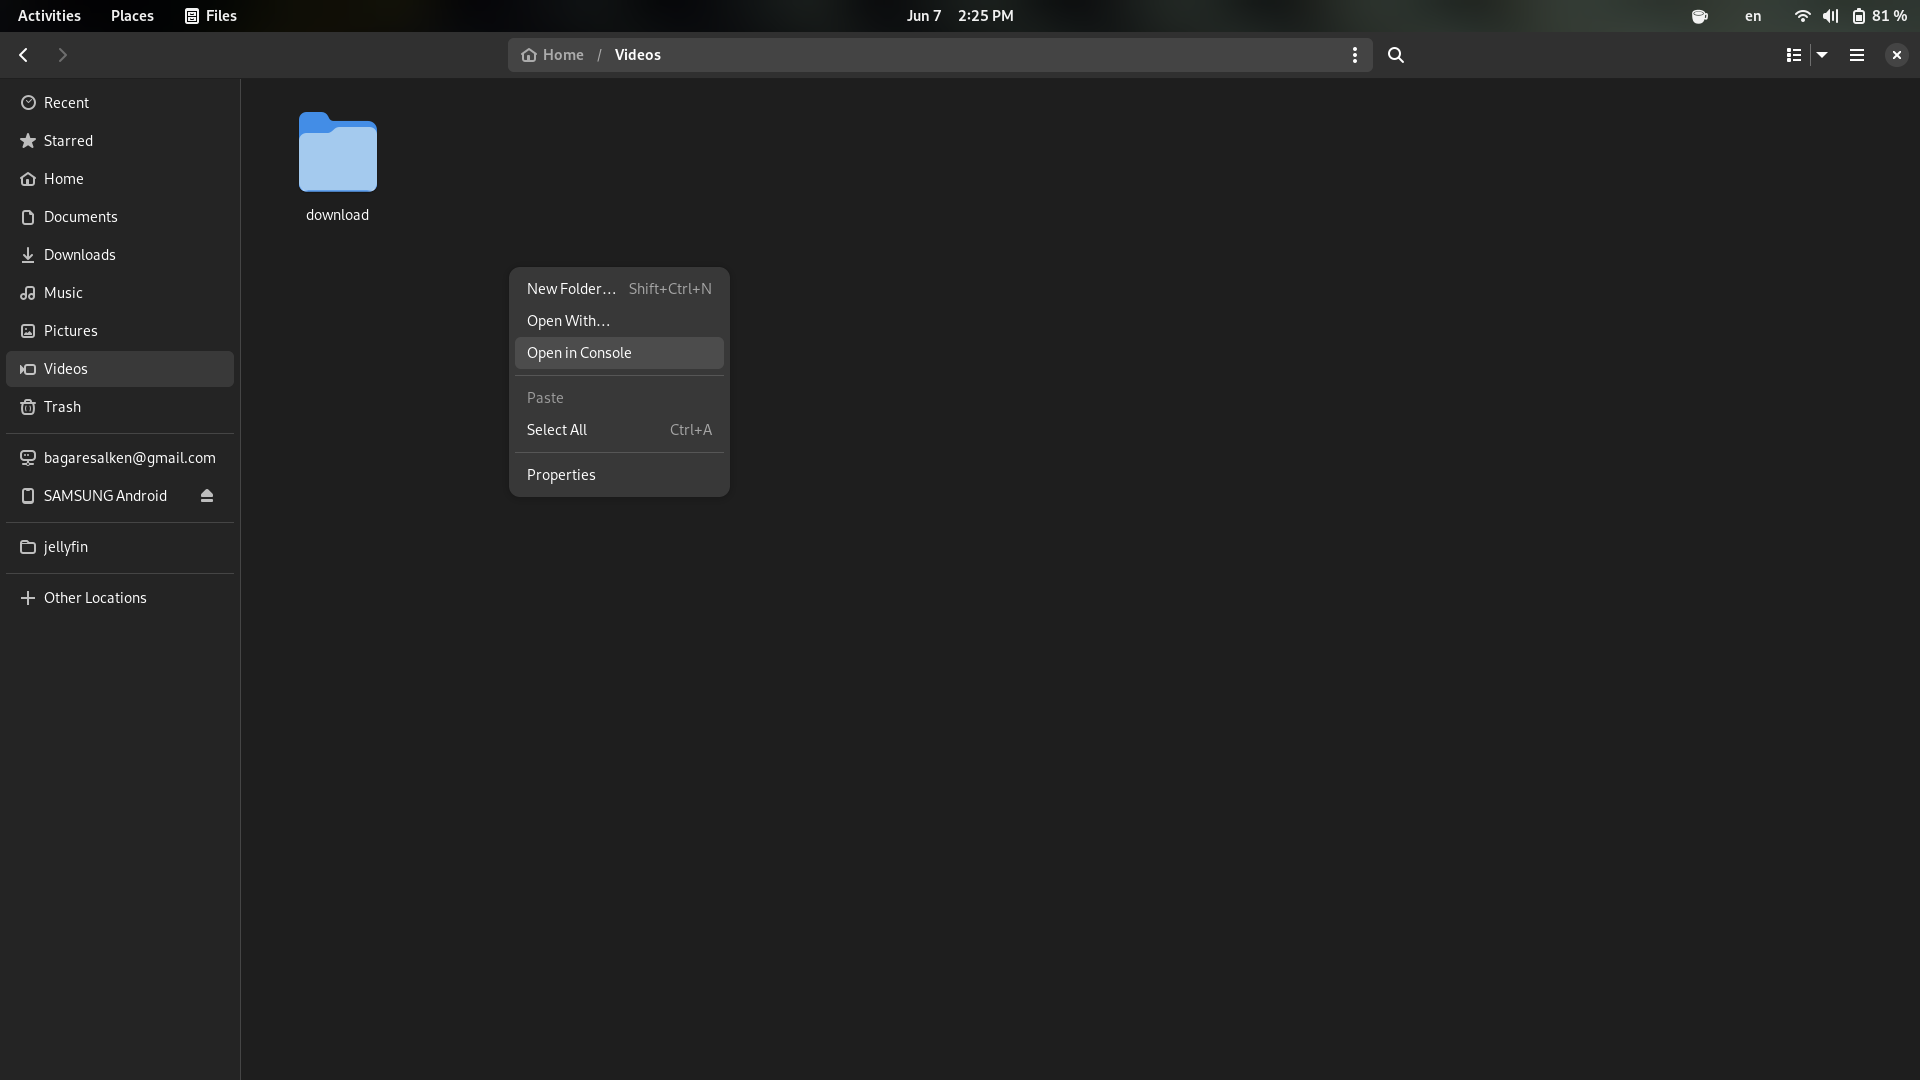 Activities Places Files Jun 7 2:25 PM en 81 %
Home / Videos
Recent
Starred
Home
Documents
Downloads
Music
Pictures
Videos
Trash
bagaresalken@gmail.com
SAMSUNG Android
jellyfin
Other Locations
download
New Folder... Shift+Ctrl+N
Open With...
Open in Console
Paste
Select All Ctrl+A
Properties